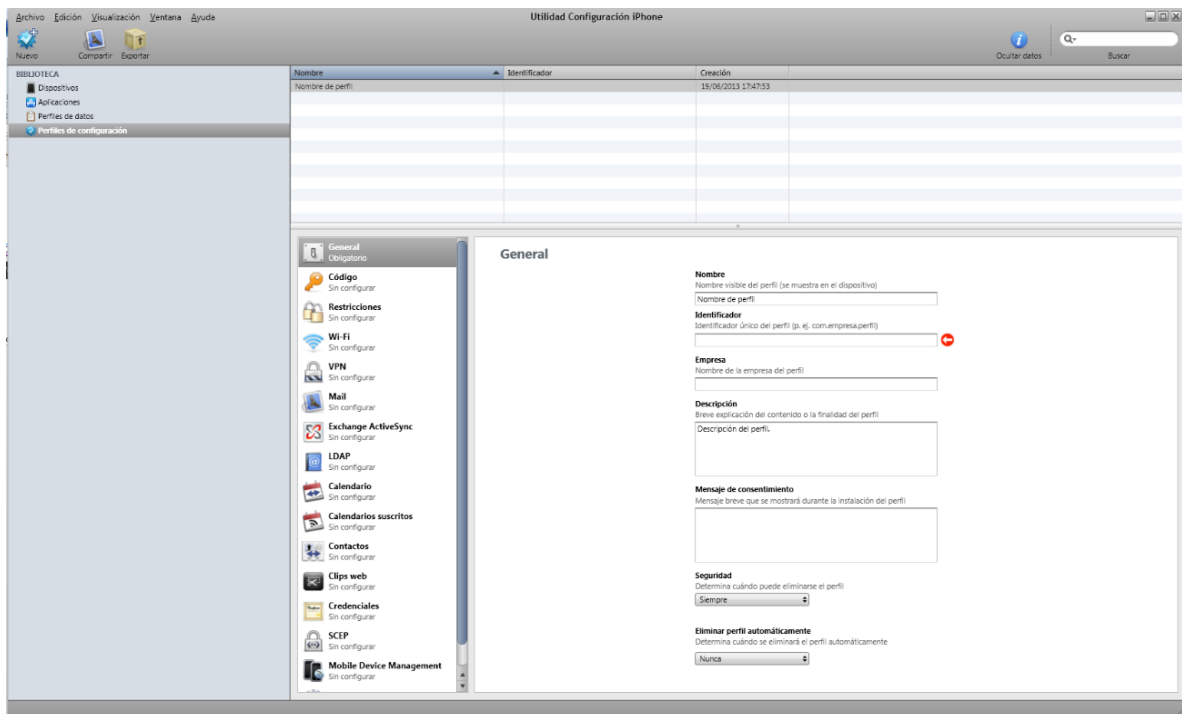 Archivo Edición Visualización Ventana Ayuda
Utilidad Configuración iPhone
Nuevo Compartir Exportar
Ocultar datos Buscar
BIBLIOTECA
Dispositivos
Aplicaciones
Perfiles de datos
Perfiles de configuración
Nombre Identificador Creación
Nombre de perfil 19/06/2013 17:47:53
General
Obligatorio
Código
Sin configurar
Restricciones
Sin configurar
Wi-Fi
Sin configurar
VPN
Sin configurar
Mail
Sin configurar
Exchange ActiveSync
Sin configurar
LDAP
Sin configurar
Calendario
Sin configurar
Calendarios suscritos
Sin configurar
Contactos
Sin configurar
Clips web
Sin configurar
Credenciales
Sin configurar
SCEP
Sin configurar
Mobile Device Management
Sin configurar
General
Nombre
Nombre visible del perfil (se muestra en el dispositivo)
Nombre de perfil
Identificador
Identificador único del perfil (p. ej. com.empresa.perfil)
Empresa
Nombre de la empresa del perfil
Descripción
Breve explicación del contenido o la finalidad del perfil
Descripción del perfil.
Mensaje de consentimiento
Mensaje breve que se mostrará durante la instalación del perfil
Seguridad
Determina cuándo puede eliminarse el perfil
Siempre
Eliminar perfil automáticamente
Determina cuándo se eliminará el perfil automáticamente
Nunca